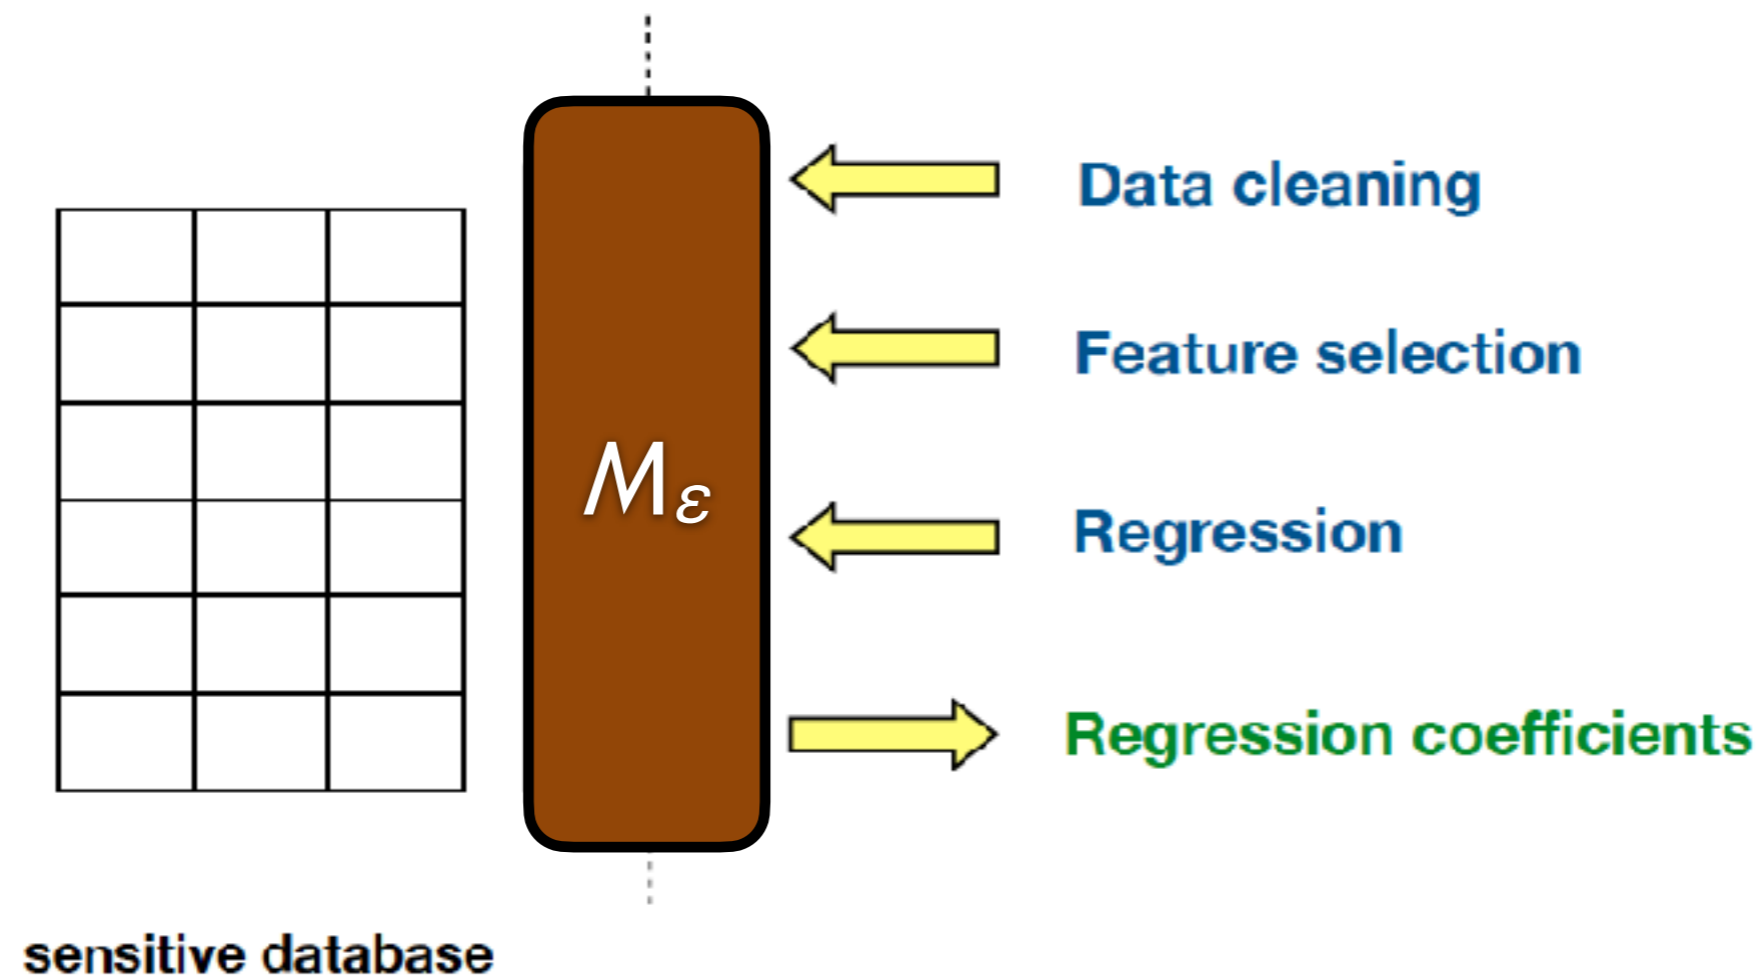 Data cleaning
Feature selection
Mε
Regression
Regression coefficients
sensitive database